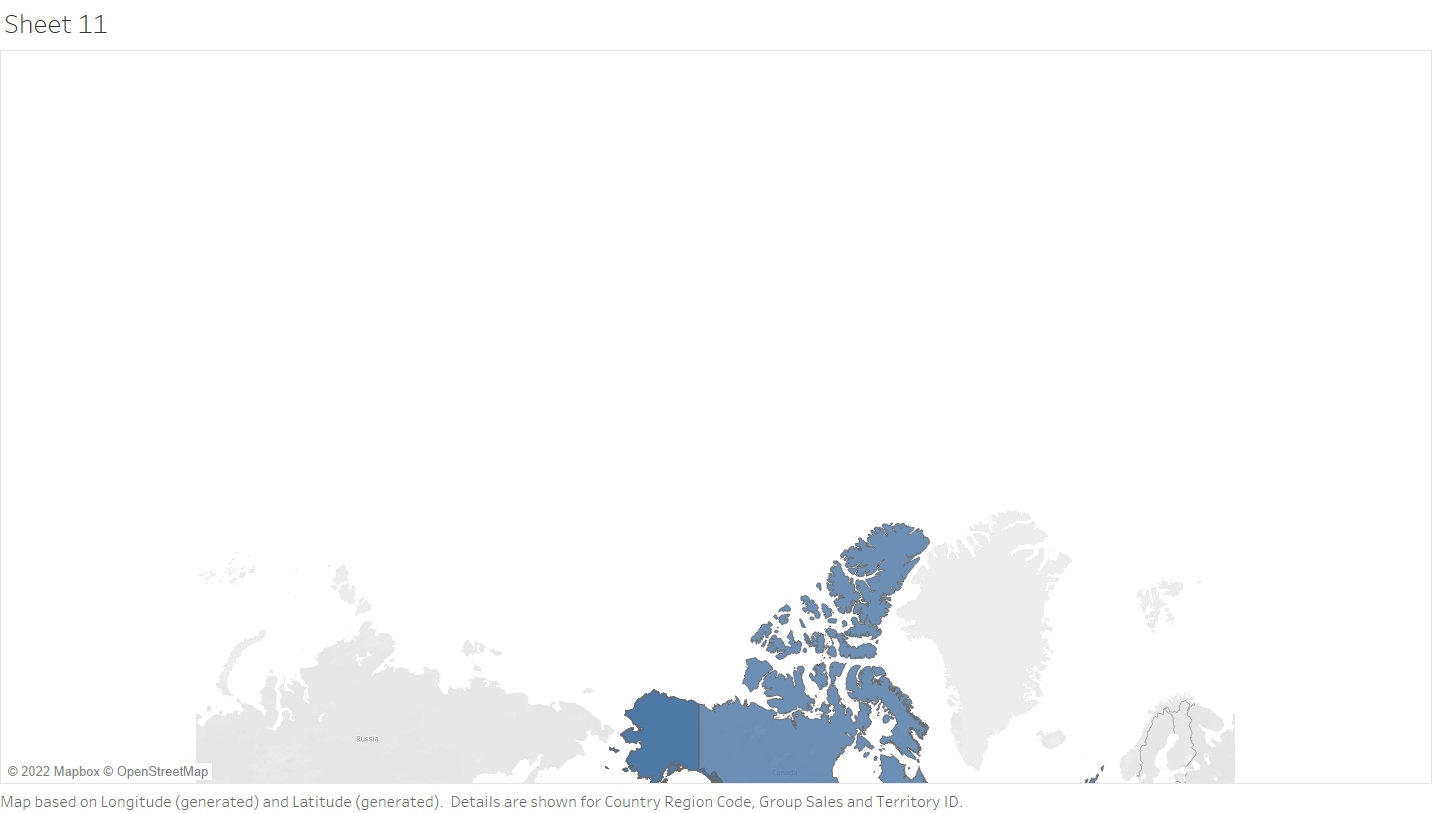 Sheet 11
Russia
Canada
© 2022 Mapbox © OpenStreetMap
Map based on Longitude (generated) and Latitude (generated).  Details are shown for Country Region Code, Group Sales and Territory ID.